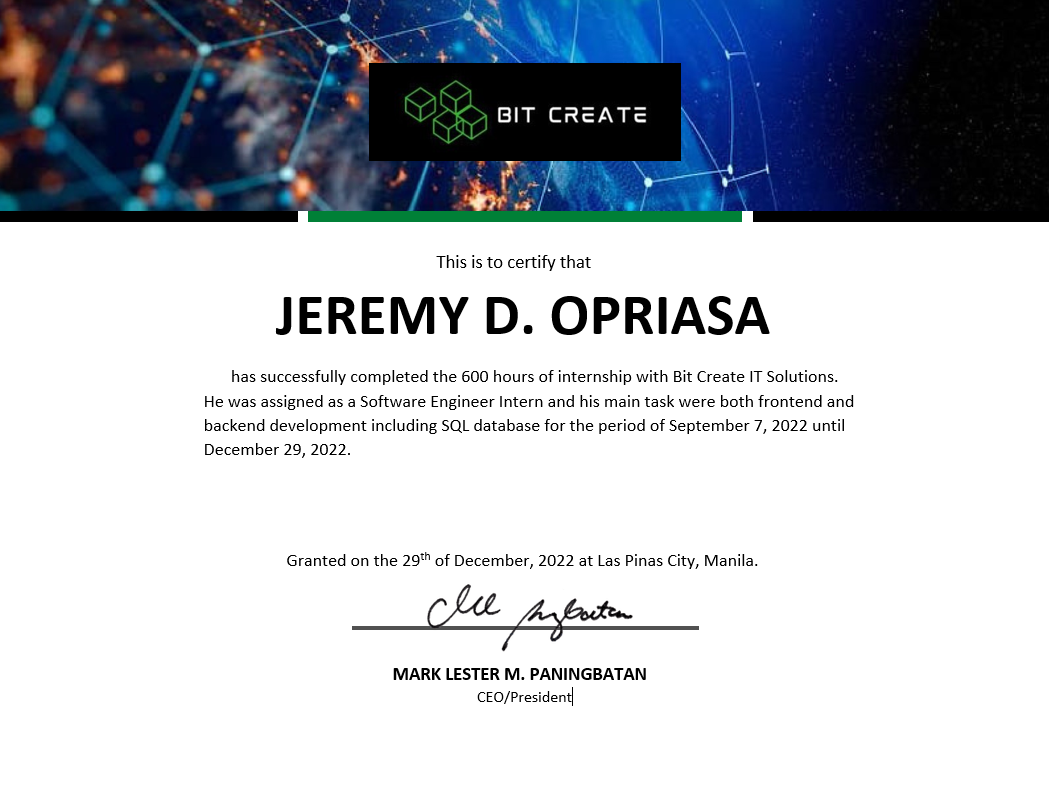 BIT CREATE
This is to certify that
JEREMY D. OPRIASA
has successfully completed the 600 hours of internship with Bit Create IT Solutions.
He was assigned as a Software Engineer Intern and his main task were both frontend and
backend development including SQL database for the period of September 7, 2022 until
December 29, 2022.
Granted on the 29th of December, 2022 at Las Pinas City, Manila.
MARK LESTER M. PANINGBATAN
CEO/President